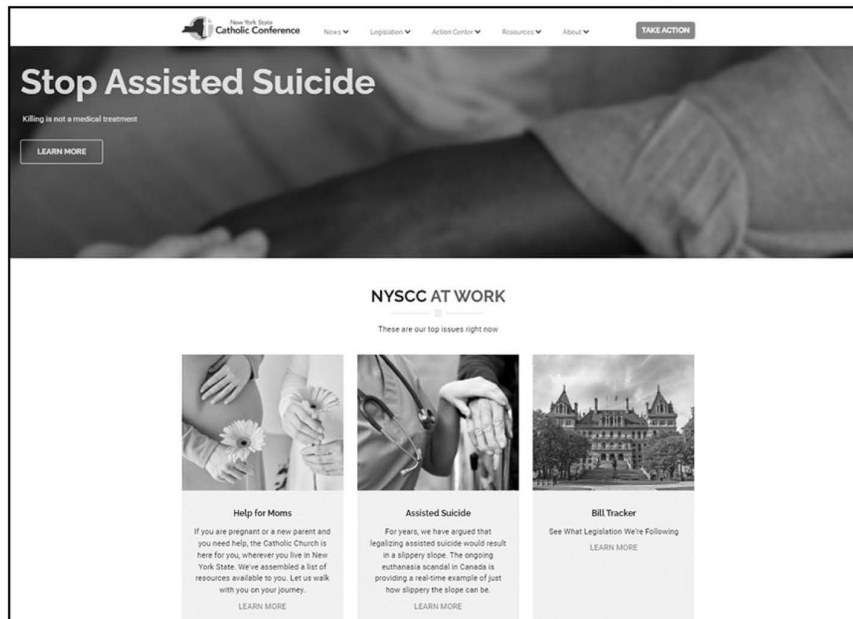 New York State
Catholic Conference
News
Legislation
Action Center
Resources
About
TAKE ACTION
Stop Assisted Suicide
Killing is not a medical treatment
LEARN MORE
NYSCC AT WORK
These are our top issues right now
Help for Moms
If you are pregnant or a new parent and
you need help, the Catholic Church is
here for you, wherever you live in New
York State. We've assembled a list of
resources available to you. Let us walk
with you on your journey.
LEARN MORE
Assisted Suicide
For years, we have argued that
legalizing assisted suicide would result
in a slippery slope. The ongoing
euthanasia scandal in Canada is
providing a real-time example of just
how slippery the slope can be.
LEARN MORE
Bill Tracker
See What Legislation We're Following
LEARN MORE